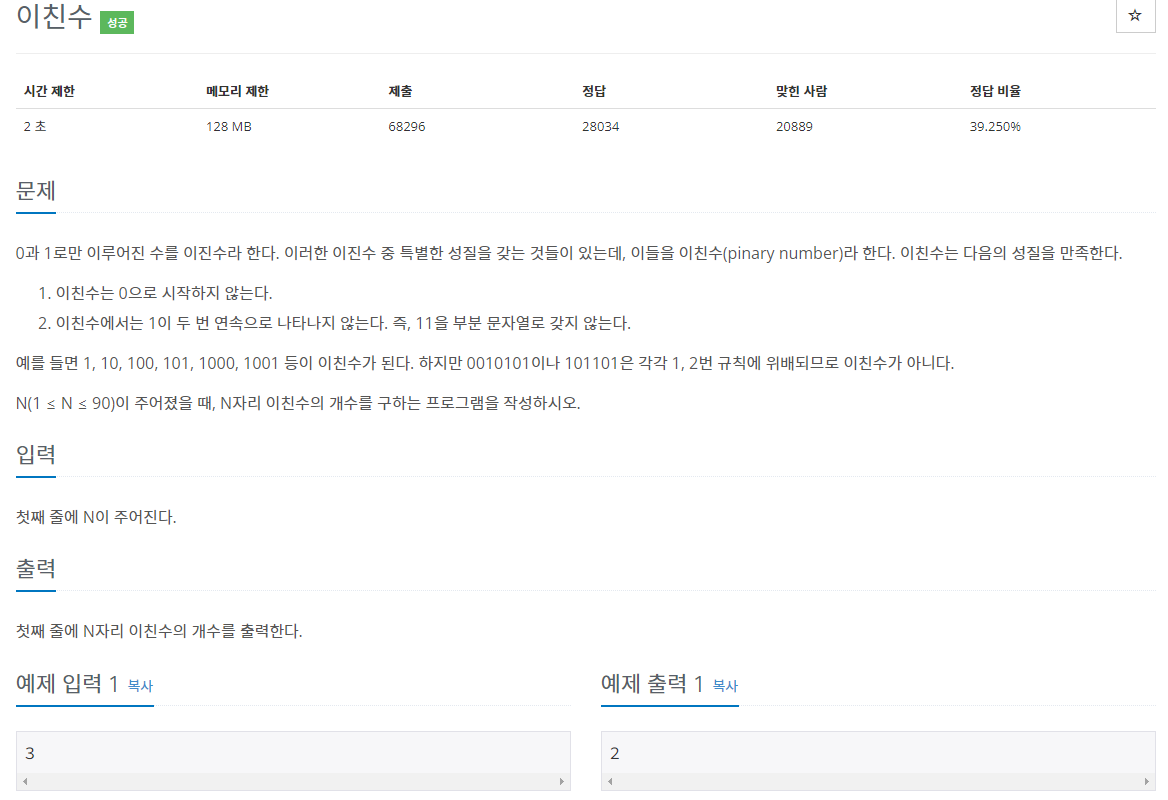 이친수 성공
☆
시간 제한 메모리 제한 제출 정답 맞힌 사람 정답 비율
2 초 128 MB 68296 28034 20889 39.250%
문제
0과 1로만 이루어진 수를 이진수라 한다. 이러한 이진수 중 특별한 성질을 갖는 것들이 있는데, 이들을 이친수(pinary number)라 한다. 이친수는 다음의 성질을 만족한다.
1. 이친수는 0으로 시작하지 않는다.
2. 이친수에서는 1이 두 번 연속으로 나타나지 않는다. 즉, 11을 부분 문자열로 갖지 않는다.
예를 들면 1, 10, 100, 101, 1000, 1001 등이 이친수가 된다. 하지만 0010101이나 101101은 각각 1, 2번 규칙에 위배되므로 이친수가 아니다.
N(1 ≤ N ≤ 90)이 주어졌을 때, N자리 이친수의 개수를 구하는 프로그램을 작성하시오.
입력
첫째 줄에 N이 주어진다.
출력
첫째 줄에 N자리 이친수의 개수를 출력한다.
예제 입력 1 복사
3
예제 출력 1 복사
2